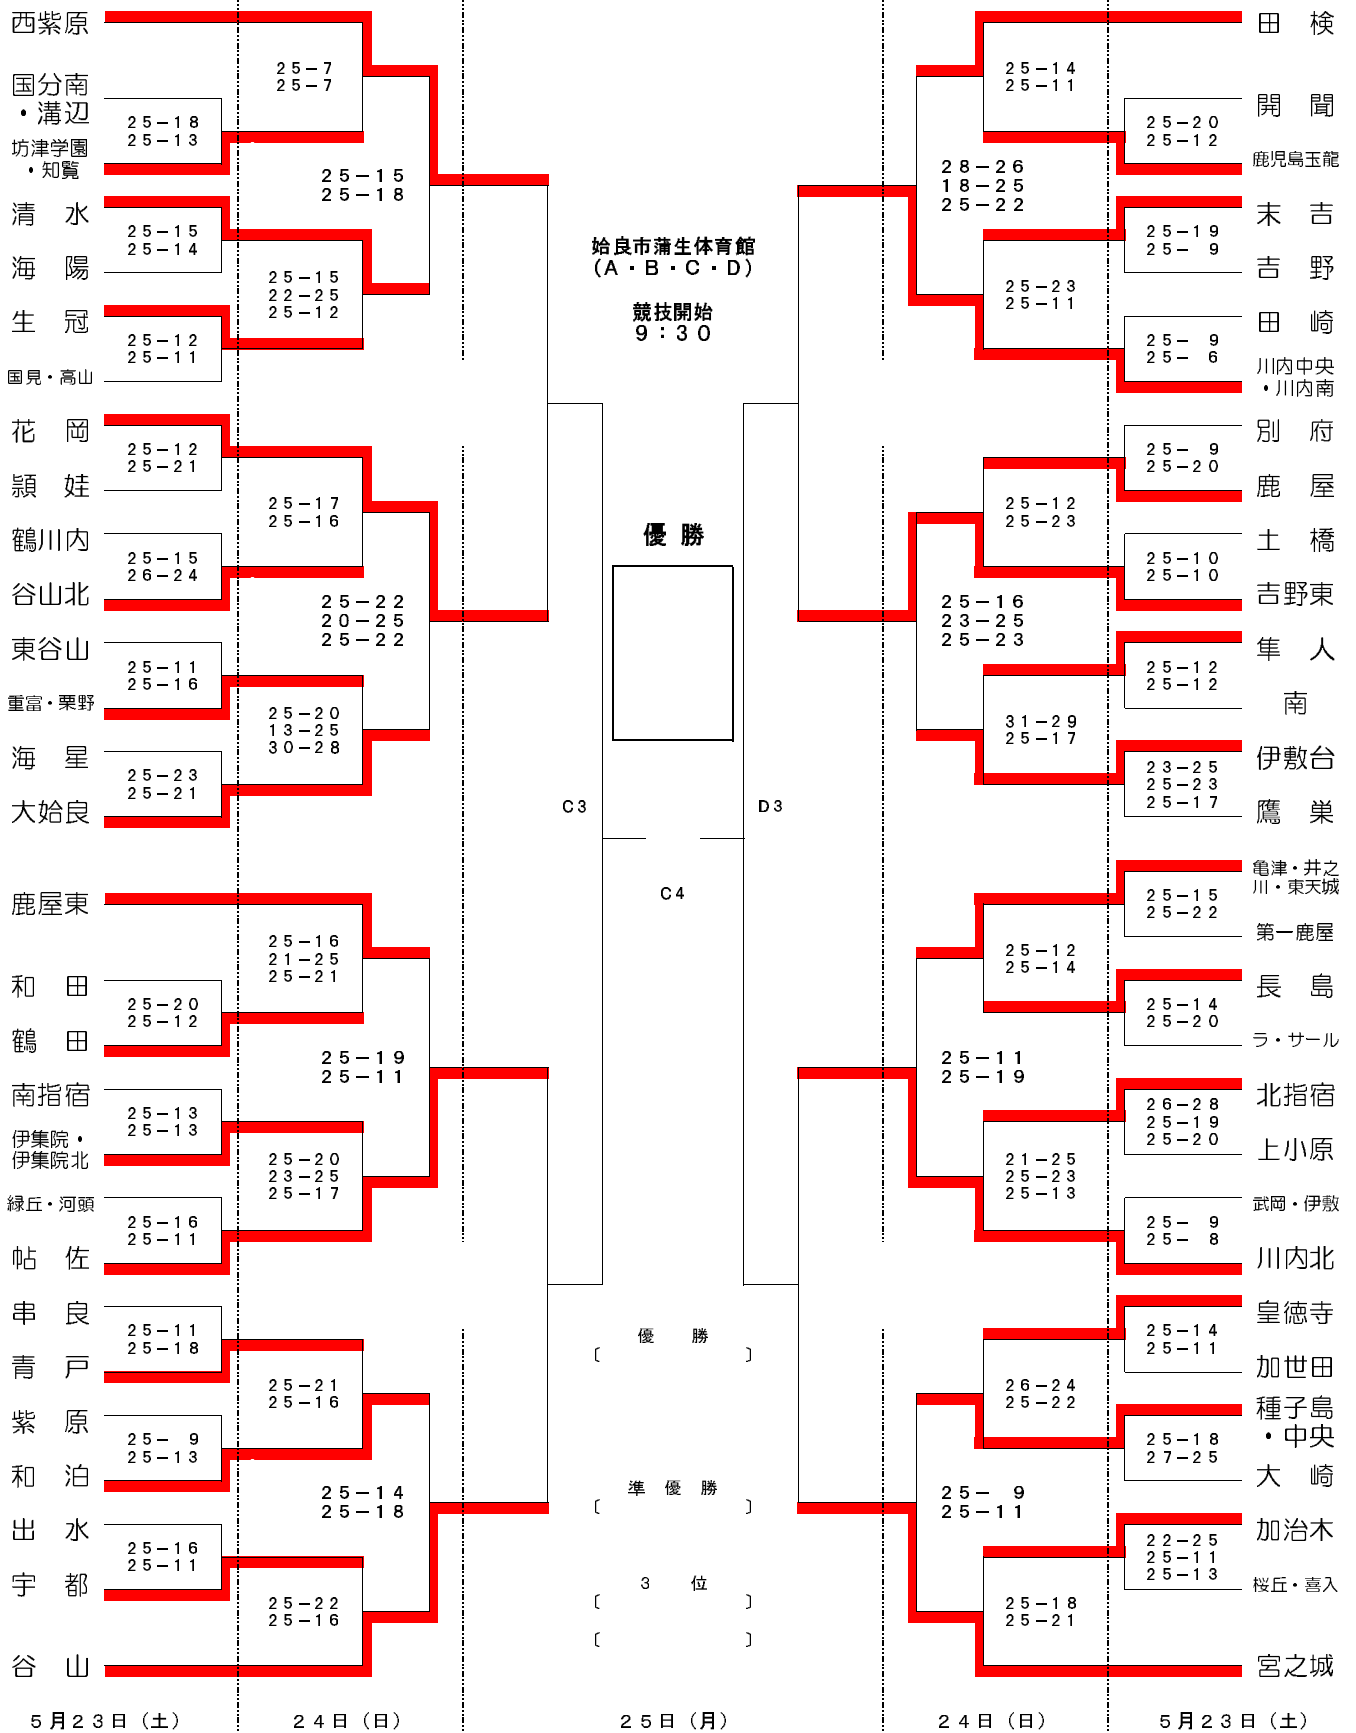 西紫原
国分南
・溝辺
坊津学園
・知覧
清　水
海　陽
生　冠
国見・高山
花　岡
頴　娃
鶴川内
谷山北
東谷山
重富・栗野
海　星
大姶良
鹿屋東
和　田
鶴　田
南指宿
伊集院・
伊集院北
緑丘・河頭
帖　佐
串　良
青　戸
紫　原
和　泊
出　水
宇　都
谷　山
25－18
25－13
25－15
25－14
25－12
25－11
25－12
25－21
25－15
26－24
25－11
25－16
25－23
25－21
25－20
25－12
25－13
25－13
25－16
25－11
25－11
25－18
25－　9
25－13
25－16
25－11
25－7
25－7
25－15
22－25
25－12
25－17
25－16
25－20
13－25
30－28
25－16
21－25
25－21
25－20
23－25
25－17
25－21
25－16
25－22
25－16
25－15
25－18
25－22
20－25
25－22
25－19
25－11
25－14
25－18
姶良市蒲生体育館
（A・B・C・D）
競技開始
9：30
優 勝
C3
D3
C4
優　勝
〔　　　　〕
準 優 勝
〔　　　　〕
3　位
〔　　　　〕
〔　　　　〕
28－26
18－25
25－22
25－16
23－25
25－23
25－11
25－19
25－　9
25－11
25－14
25－11
25－23
25－11
25－12
25－23
31－29
25－17
25－12
25－14
21－25
25－23
25－13
26－24
25－22
25－18
25－21
25－20
25－12
25－19
25－　9
25－　9
25－　6
25－　9
25－20
25－10
25－10
25－12
25－12
23－25
25－23
25－17
25－15
25－22
25－14
25－20
26－28
25－19
25－20
25－　9
25－　8
25－14
25－11
25－18
27－25
22－25
25－11
25－13
田　検
開　聞
鹿児島玉龍
末　吉
吉　野
田　崎
川内中央
・川内南
別　府
鹿　屋
土　橋
吉野東
隼　人
南
伊敷台
鷹　巣
亀津・井之
川・東天城
第一鹿屋
長　島
ラ・サール
北指宿
上小原
武岡・伊敷
川内北
皇徳寺
加世田
種子島
・中央
大　崎
加治木
桜丘・喜入
宮之城
5月23日（土）
24日（日）
25日（月）
24日（日）
5月23日（土）